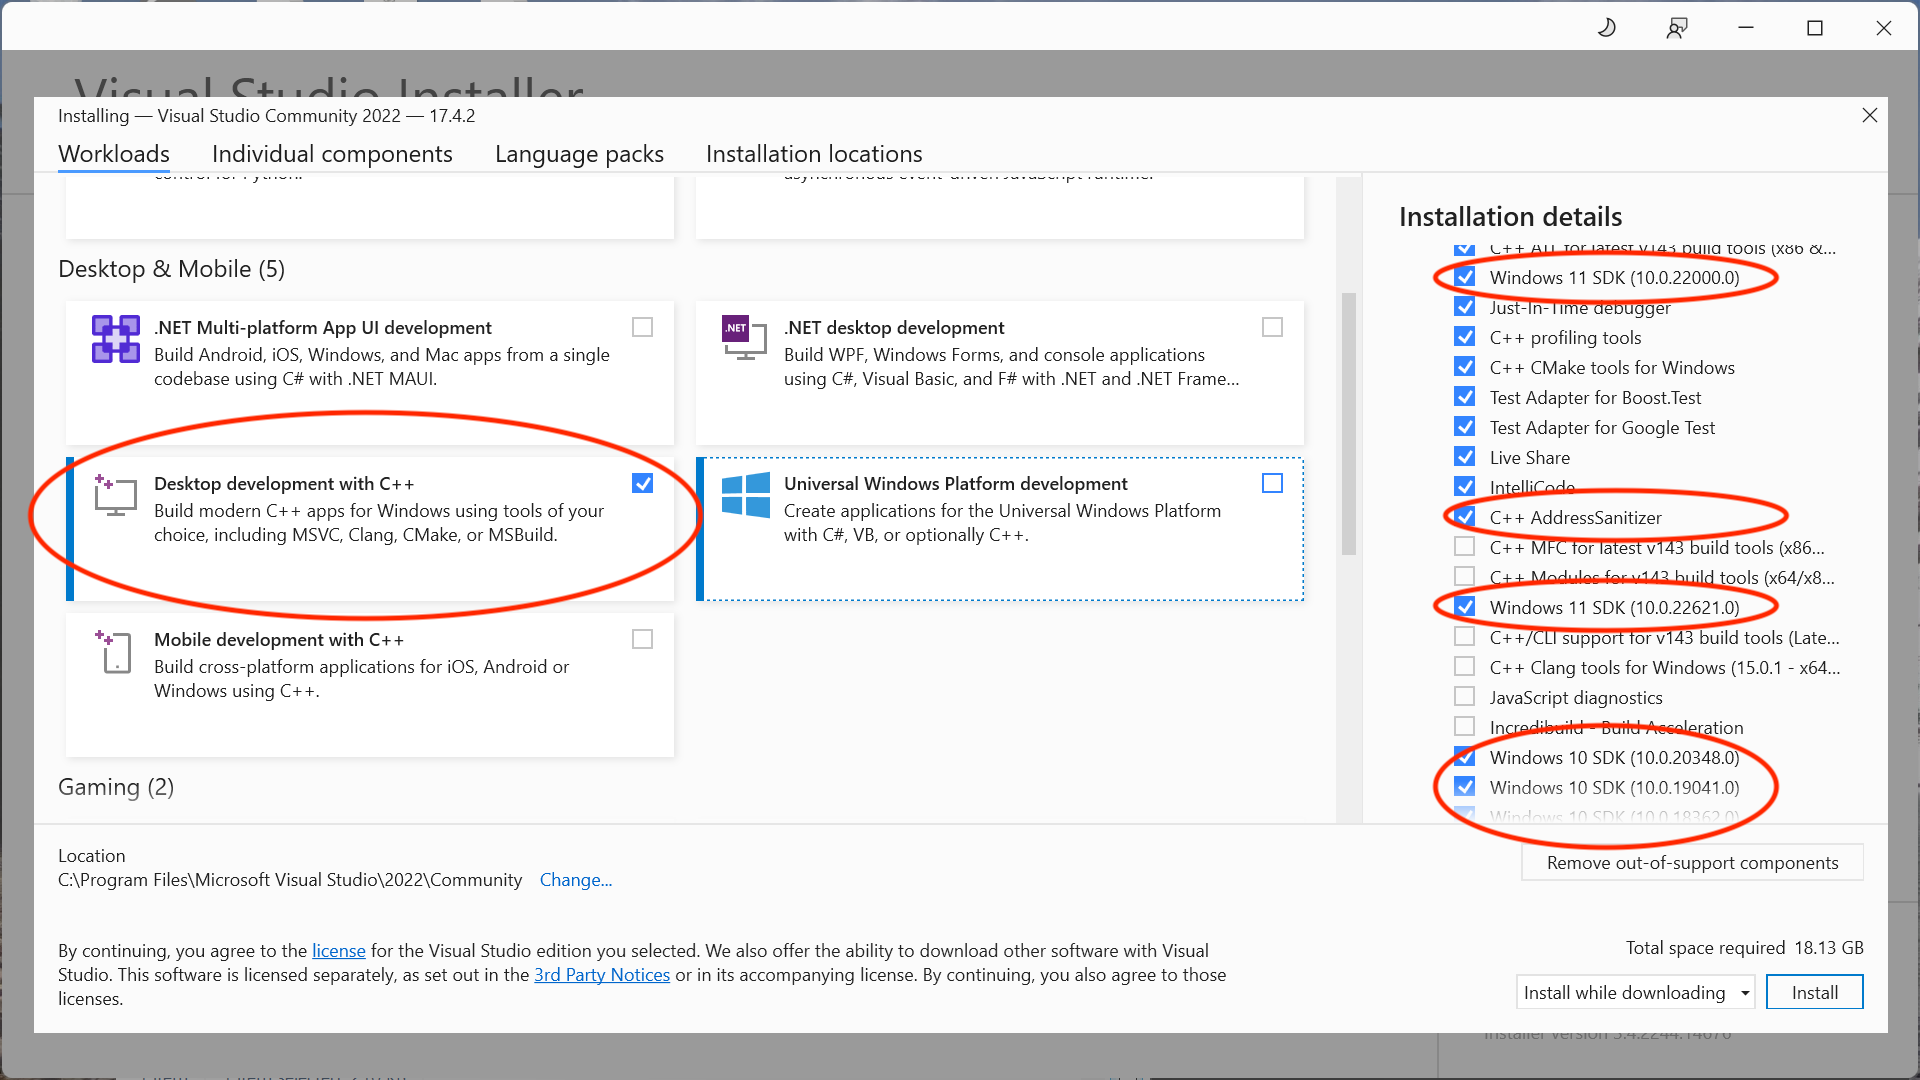 Visual Studio Installer
Installing — Visual Studio Community 2022 — 17.4.2
Workloads
Individual components
Language packs
Installation locations
control for Python.
asynchronous event-driven JavaScript runtime.
Desktop & Mobile (5)
.NET Multi-platform App UI development
Build Android, iOS, Windows, and Mac apps from a single
codebase using C# with .NET MAUI.
.NET
.NET desktop development
Build WPF, Windows Forms, and console applications
using C#, Visual Basic, and F# with .NET and .NET Frame...
Desktop development with C++
Build modern C++ apps for Windows using tools of your
choice, including MSVC, Clang, CMake, or MSBuild.
Universal Windows Platform development
Create applications for the Universal Windows Platform
with C#, VB, or optionally C++.
Mobile development with C++
Build cross-platform applications for iOS, Android or
Windows using C++.
Gaming (2)
Installation details
C++ ATL for latest v143 build tools (x86 &...
Windows 11 SDK (10.0.22000.0)
Just-In-Time debugger
C++ profiling tools
C++ CMake tools for Windows
Test Adapter for Boost.Test
Test Adapter for Google Test
Live Share
IntelliCode
C++ AddressSanitizer
C++ MFC for latest v143 build tools (x86...
C++ Modules for v143 build tools (x64/x8...
Windows 11 SDK (10.0.22621.0)
C++/CLI support for v143 build tools (Late...
C++ Clang tools for Windows (15.0.1 - x64...
JavaScript diagnostics
Incredibuild - Build Acceleration
Windows 10 SDK (10.0.20348.0)
Windows 10 SDK (10.0.19041.0)
Windows 10 SDK (10.0.18362.0)
Location
C:\Program Files\Microsoft Visual Studio\2022\Community
Change...
Remove out-of-support components
By continuing, you agree to the license for the Visual Studio edition you selected. We also offer the ability to download other software with Visual
Studio. This software is licensed separately, as set out in the 3rd Party Notices or in its accompanying license. By continuing, you also agree to those
licenses.
Total space required 18.13 GB
Install while downloading
Install
Installer version 3.4.2244.14676